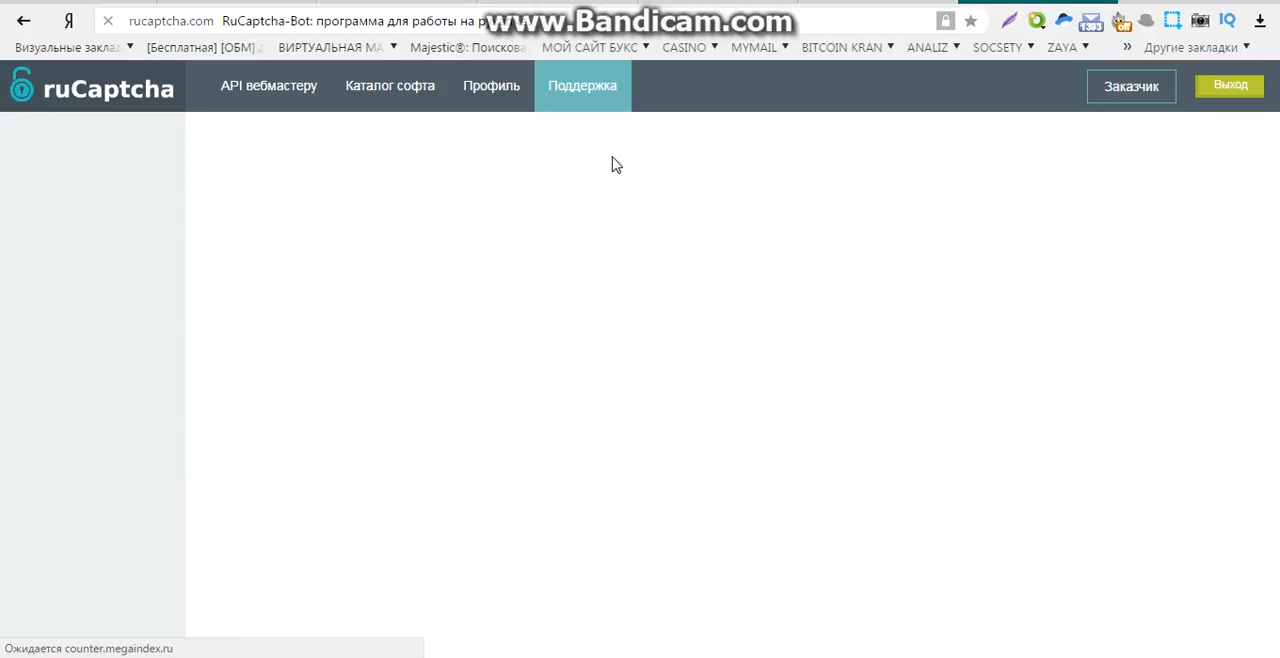 rucaptcha.com RuCaptcha-Bot: программа для работы на р
www.Bandicam.com
Визуальные заклад [Бесплатная] [ОБМ] ВИРТУАЛЬНАЯ МА Majestic®: Поискова МОЙ САЙТ БУКС CASINO MYMAIL BITCOIN KRAN ANALIZ SOCSETY ZAYA » Другие закладки
ruCaptcha API вебмастеру Каталог софта Профиль Поддержка Заказчик Выход
Ожидается counter.megaindex.ru